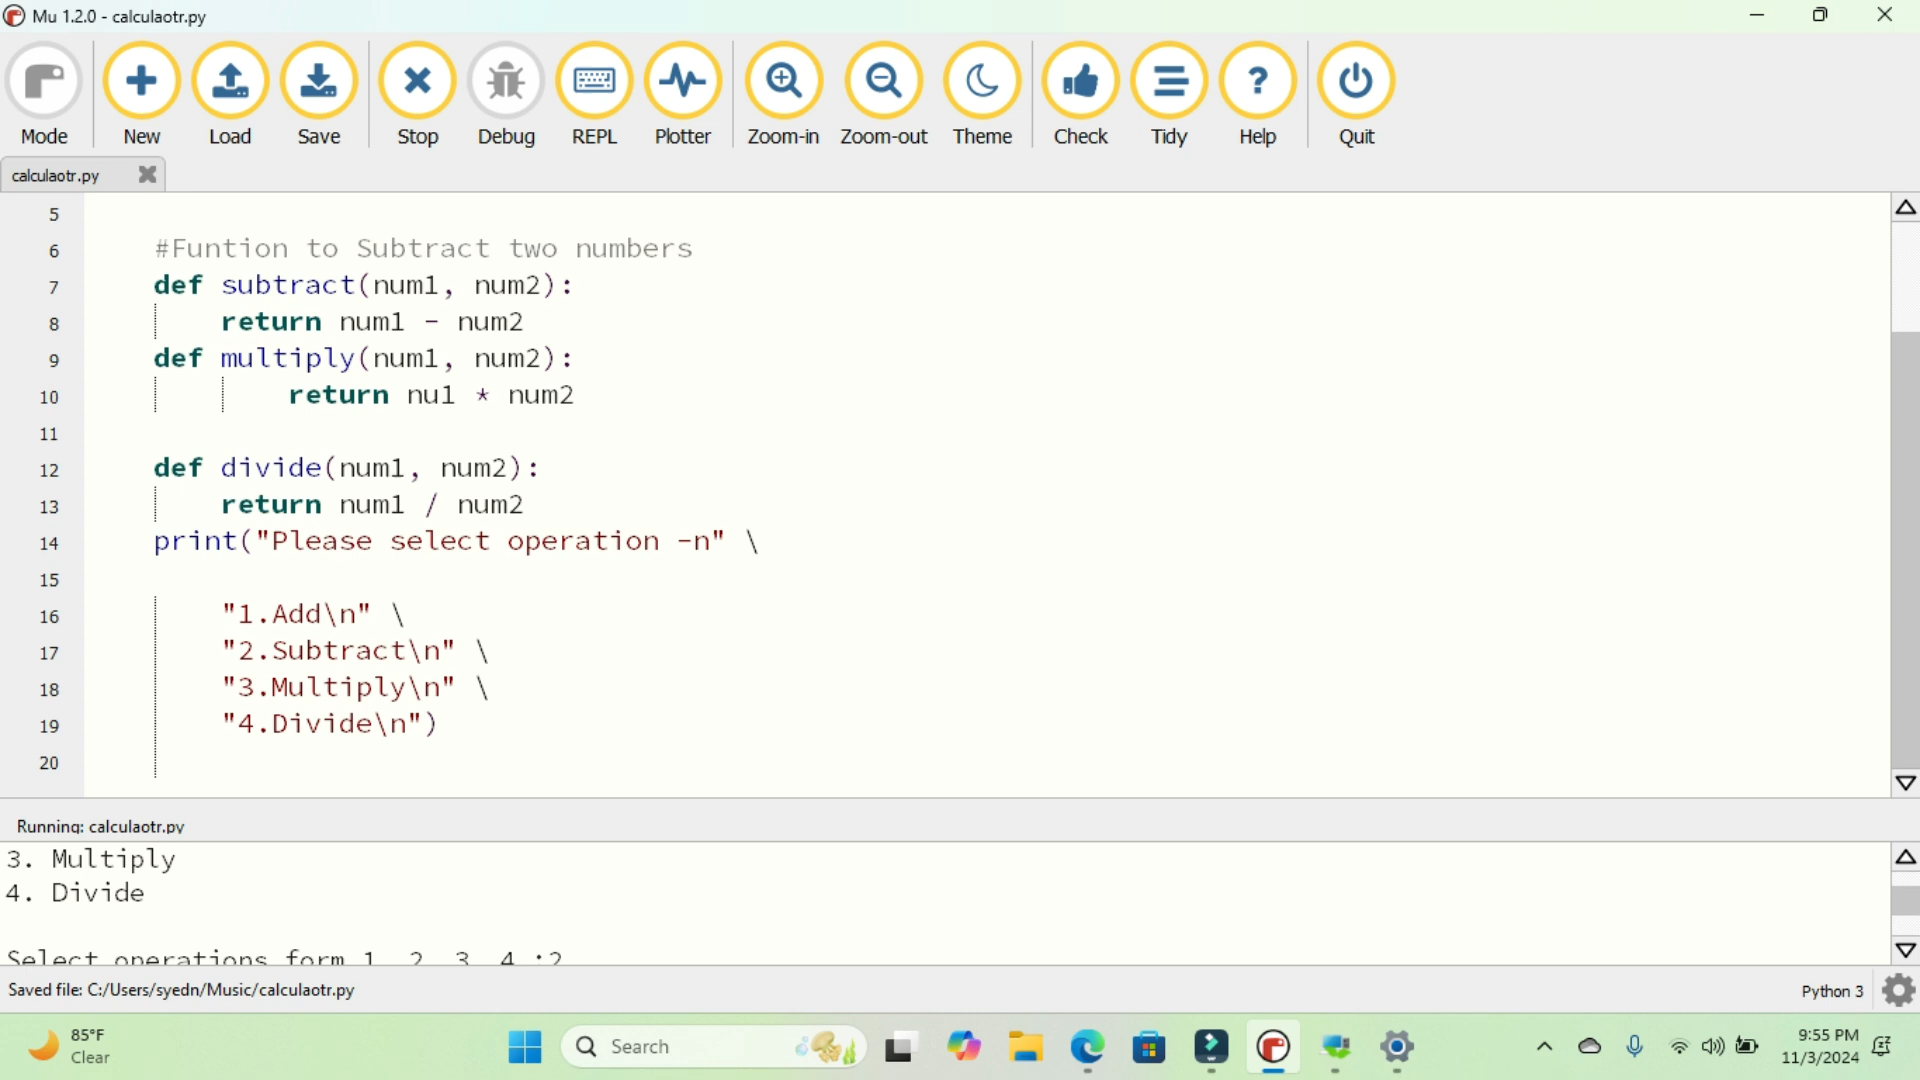 Mu 1.2.0 - calculaotr.py
Mode New Load Save Stop Debug REPL Plotter Zoom-in Zoom-out Theme Check Tidy Help Quit
calculaotr.py
5
6 #Funtion to Subtract two numbers
7 def subtract(num1, num2):
8 return num1 - num2
9 def multiply(num1, num2):
10 return nu1 * num2
11
12 def divide(num1, num2):
13 return num1 / num2
14 print("Please select operation -n" \
15
16 "1.Add\n" \
17 "2.Subtract\n" \
18 "3.Multiply\n" \
19 "4.Divide\n")
20
Running: calculaotr.py
3. Multiply
4. Divide
Select operations form 1, 2, 3, 4 :2
Saved file: C:/Users/syedn/Music/calculaotr.py
Python 3
85°F
Clear
Search
9:55 PM
11/3/2024